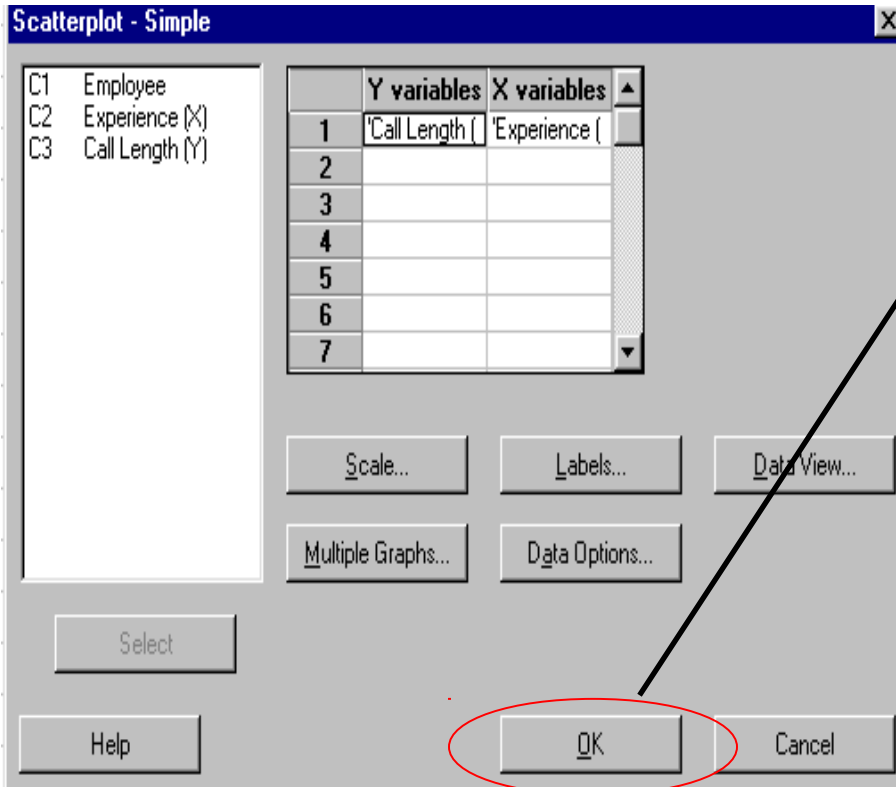 Scatterplot - Simple X
C1 Employee
C2 Experience (X)
C3 Call Length (Y)
Y variables X variables
1 'Call Length ( 'Experience (
2
3
4
5
6
7
Scale... Labels... Data View...
Multiple Graphs... Data Options...
Select
Help OK Cancel